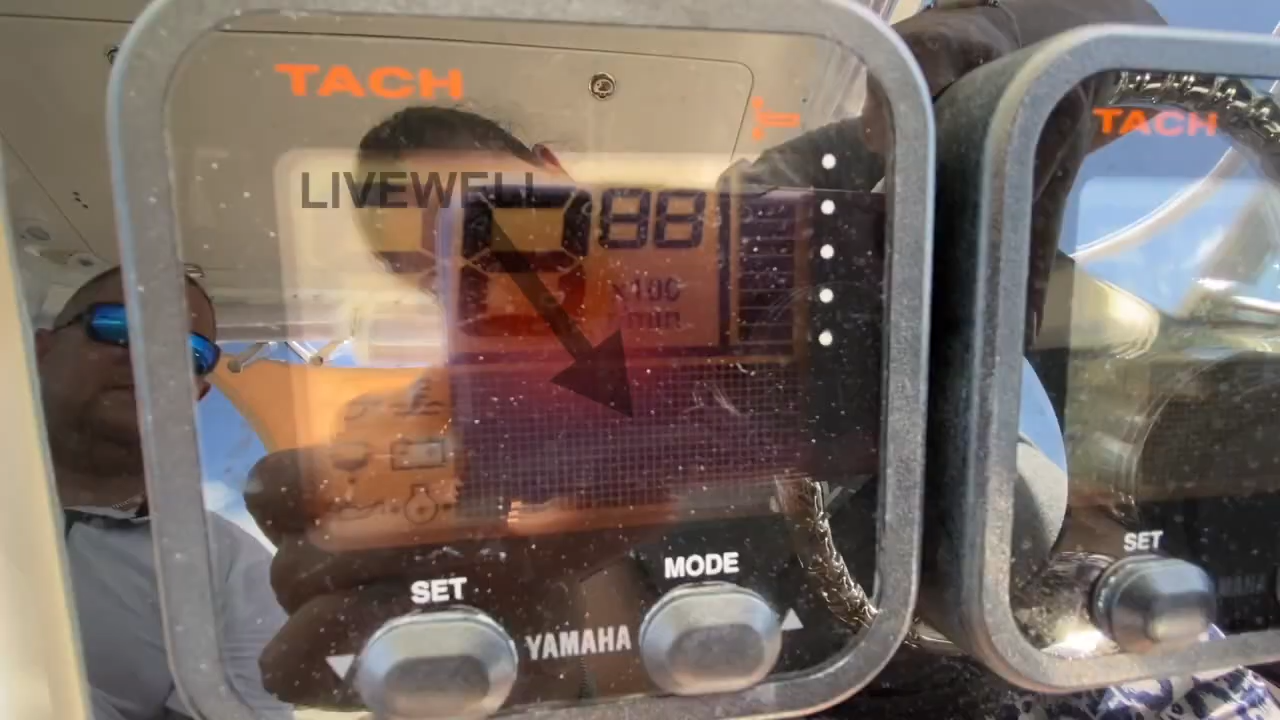 TACH
TACH
LIVEWELL
88
x100
r/min
SET
MODE
YAMAHA
SET